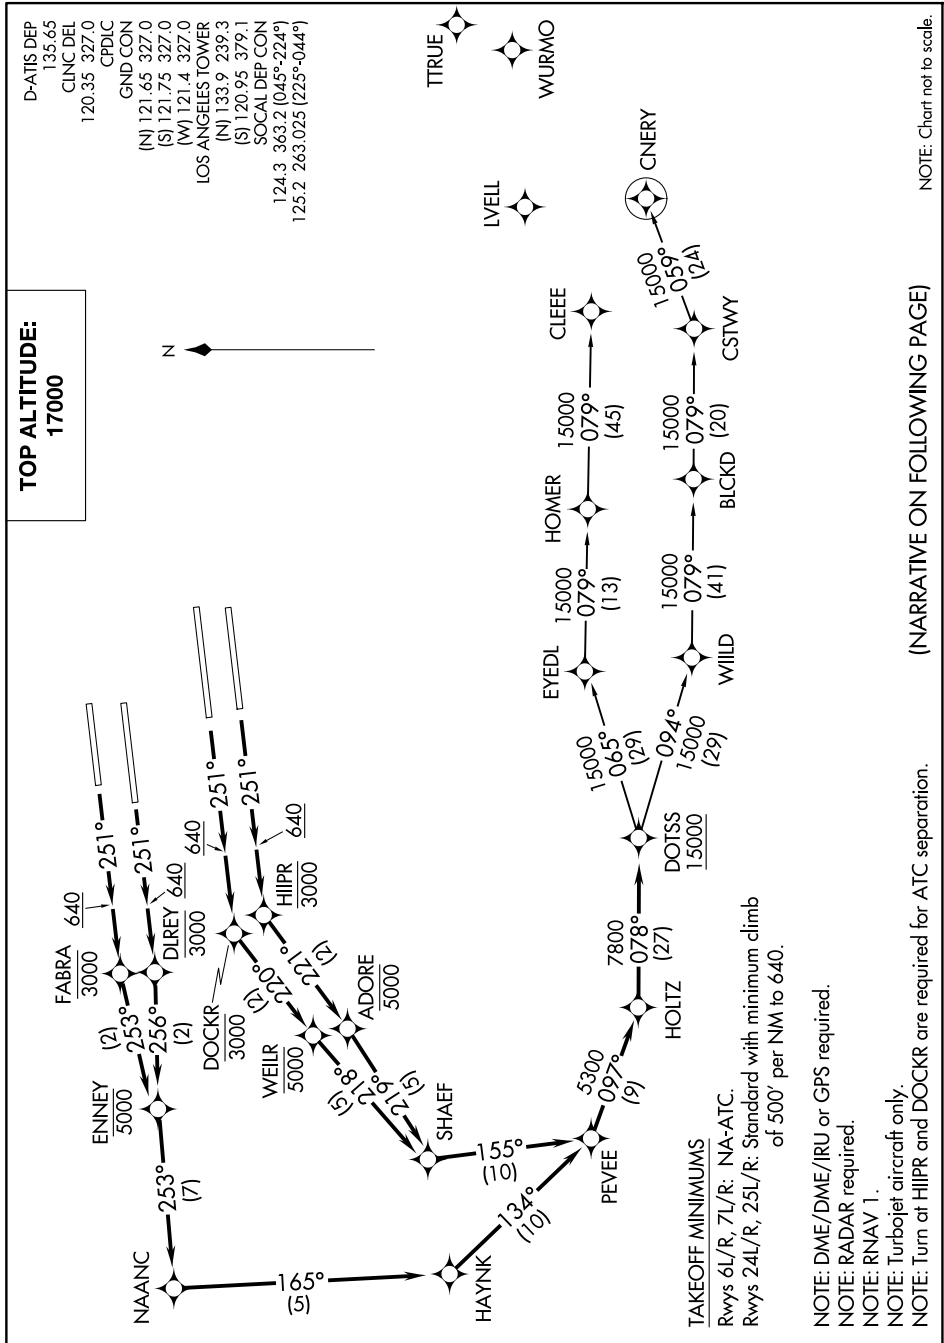 TOP ALTITUDE:
17000
D-ATIS DEP
135.65
CLNC DEL
120.35 327.0
CPDLC
GND CON
(N) 121.65 327.0
(S) 121.75 327.0
(W) 121.4 327.0
LOS ANGELES TOWER
(N) 133.9 239.3
(S) 120.95 379.1
SOCAL DEP CON
124.3 363.2 (045°-224°)
125.2 263.025 (225°-044°)
N
TTRUE
WURMO
LVELL
CNERY
FABRA
3000
640
251°
251°
640
DLREY
3000
(2)
253°
256°
(2)
ENNEY
5000
253°
(7)
NAANC
165°
(5)
HAYNK
134°
(10)
251°
640
251°
640
DOCKR
3000
HIIPR
3000
(2)
220°
221°
(2)
WEILR
5000
ADORE
5000
(5)
218°
219°
(5)
SHAEF
155°
(10)
PEVEE
5300
097°
(9)
HOLTZ
7800
078°
(27)
DOTSS
15000
15000
065°
(29)
EYEDL
15000
079°
(13)
HOMER
15000
079°
(45)
CLEEE
094°
15000
(29)
WIILD
15000
079°
(41)
BLCKD
15000
079°
(20)
CSTWY
15000
059°
(24)
TAKEOFF MINIMUMS
Rwys 6L/R, 7L/R: NA-ATC.
Rwys 24L/R, 25L/R: Standard with minimum climb
of 500' per NM to 640.
NOTE: DME/DME/IRU or GPS required.
NOTE: RADAR required.
NOTE: RNAV 1.
NOTE: Turbojet aircraft only.
NOTE: Turn at HIIPR and DOCKR are required for ATC separation.
(NARRATIVE ON FOLLOWING PAGE)
NOTE: Chart not to scale.